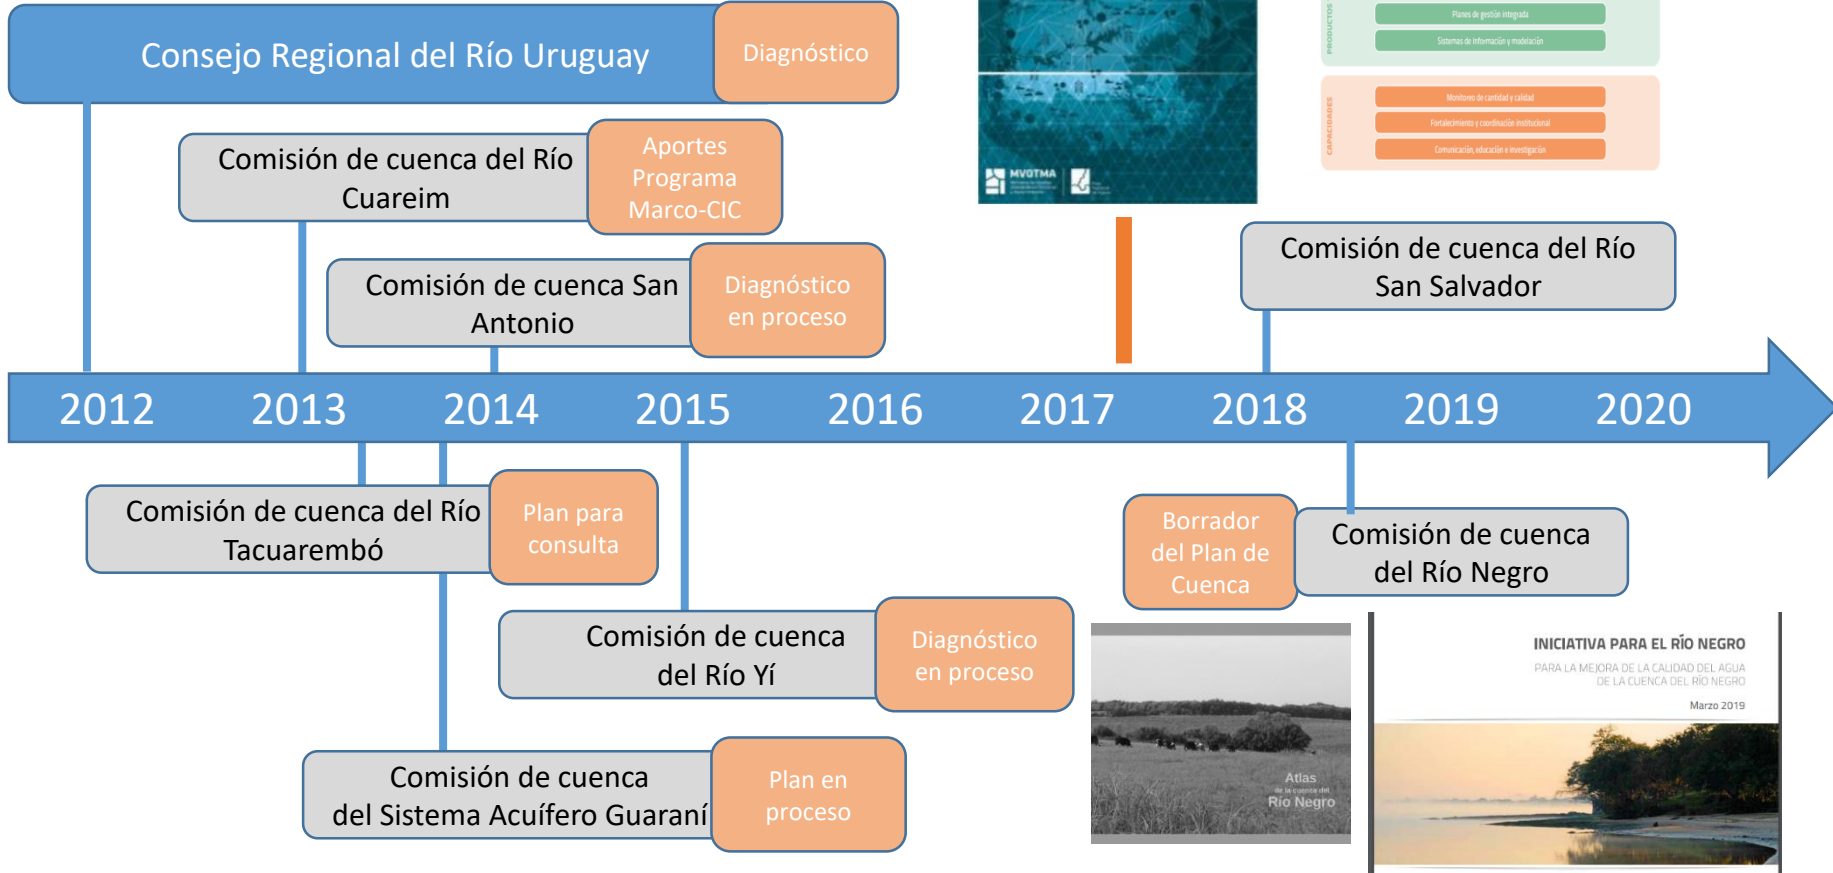 Consejo Regional del Río Uruguay
Diagnóstico
PRODUCTOS
Planes de gestión integrada
Sistemas de información y modelación
CAPACIDADES
Monitoreo de cantidad y calidad
Fortalecimiento y coordinación institucional
Comunicación, educación e investigación
MVOTMA
Comisión de cuenca del Río
Cuareim
Aportes
Programa
Marco-CIC
Comisión de cuenca San
Antonio
Diagnóstico
en proceso
Comisión de cuenca del Río
San Salvador
2012 2013 2014 2015 2016 2017 2018 2019 2020
Comisión de cuenca del Río
Tacuarembó
Plan para
consulta
Borrador
del Plan de
Cuenca
Comisión de cuenca
del Río Negro
Comisión de cuenca
del Río Yí
Diagnóstico
en proceso
Comisión de cuenca
del Sistema Acuífero Guaraní
Plan en
proceso
Atlas
de la cuenca del
Río Negro
INICIATIVA PARA EL RÍO NEGRO
PARA LA MEJORA DE LA CALIDAD DEL AGUA
DE LA CUENCA DEL RÍO NEGRO
Marzo 2019